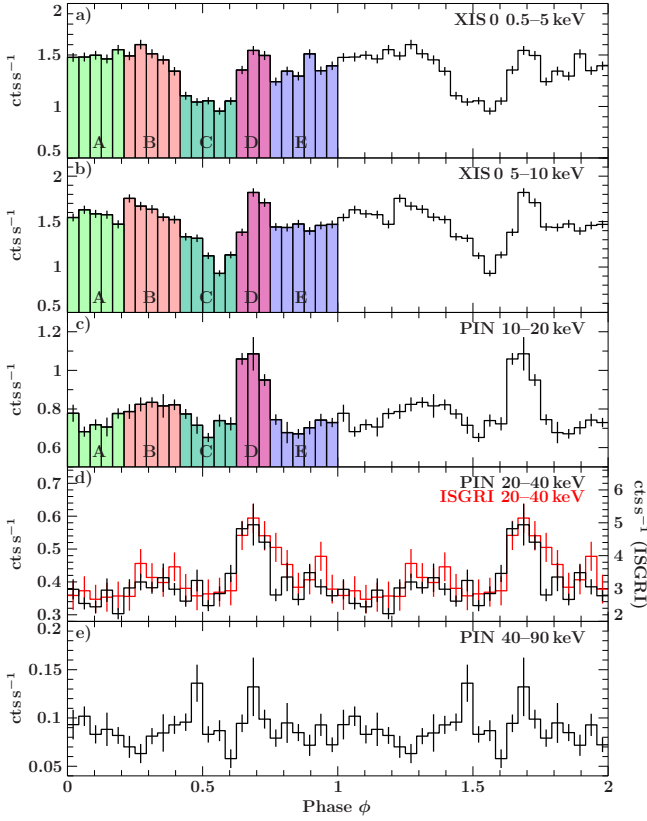 a) XIS 0 0.5–5 keV
2
1.5
1
0.5
cts s⁻¹
A B C D E
b) XIS 0 5–10 keV
2
1.5
1
0.5
cts s⁻¹
A B C D E
c) PIN 10–20 keV
1.2
1
0.8
0.6
cts s⁻¹
A B C D E
d) PIN 20–40 keV
ISGRI 20–40 keV
0.7
0.6
0.5
0.4
0.3
cts s⁻¹
6
5
4
3
2
cts s⁻¹ (ISGRI)
e) PIN 40–90 keV
0.2
0.15
0.1
0.05
cts s⁻¹
0 0.5 1 1.5 2
Phase ϕ